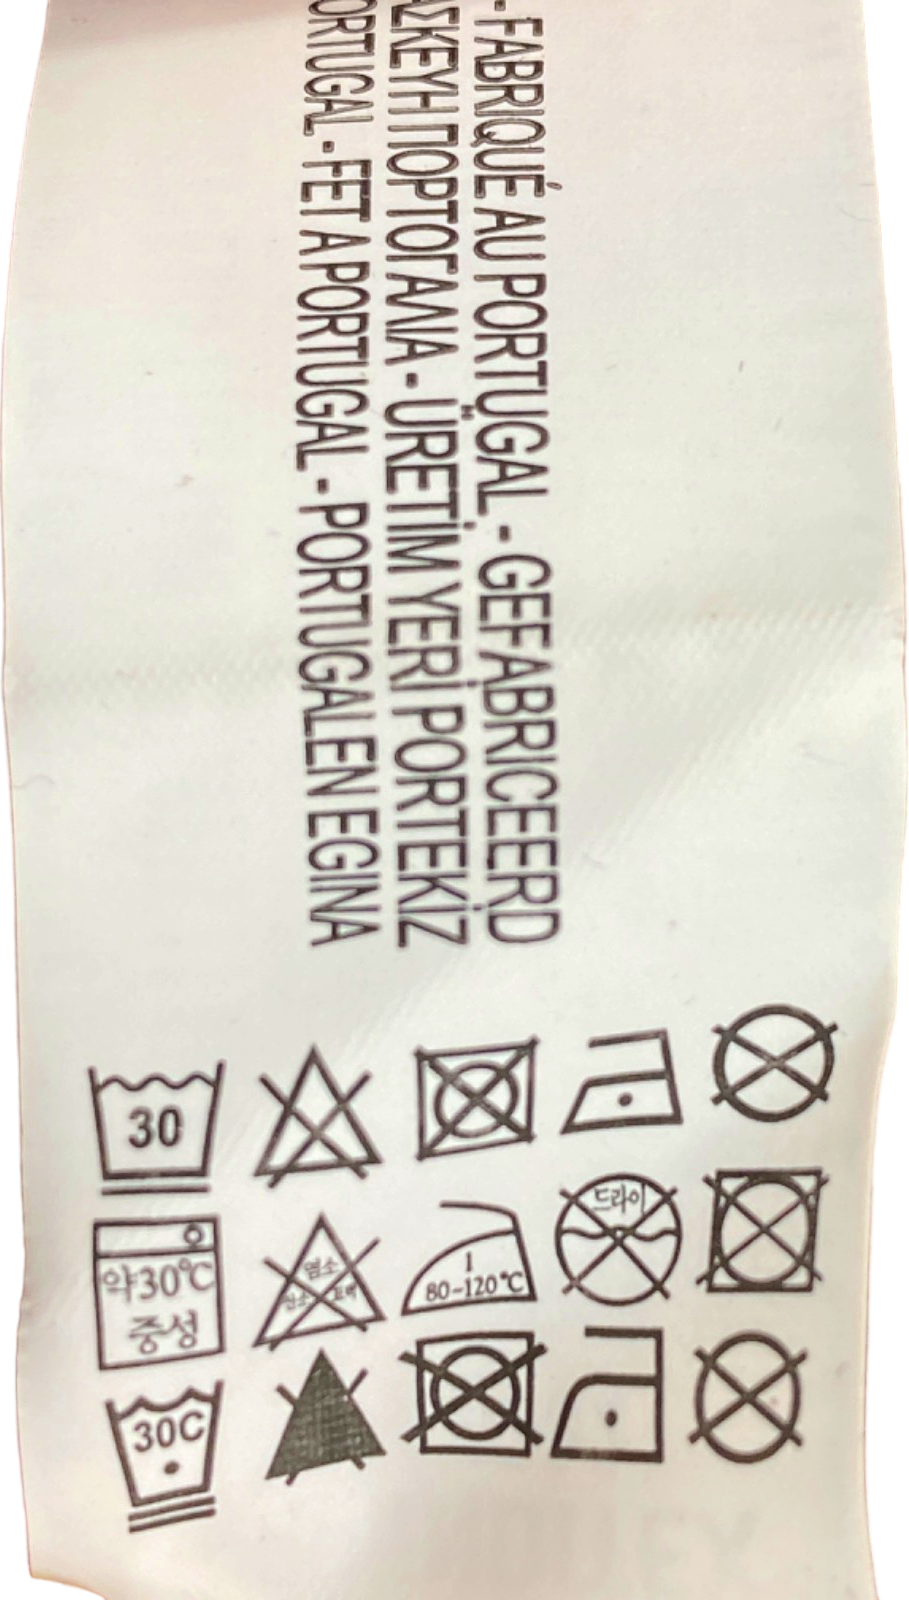 - FABRIQUÉ AU PORTUGAL - GEFABRICEERD
ΑΣΚΕΥΗ ΠΟΡΤΟΓΑΛΙΑ - ÜRETİM YERİ PORTEKİZ
ORTUGAL - FET A PORTUGAL - PORTUGALEN EGINA
30
약30℃
중성
염소
1
80-120℃
드라이
30C